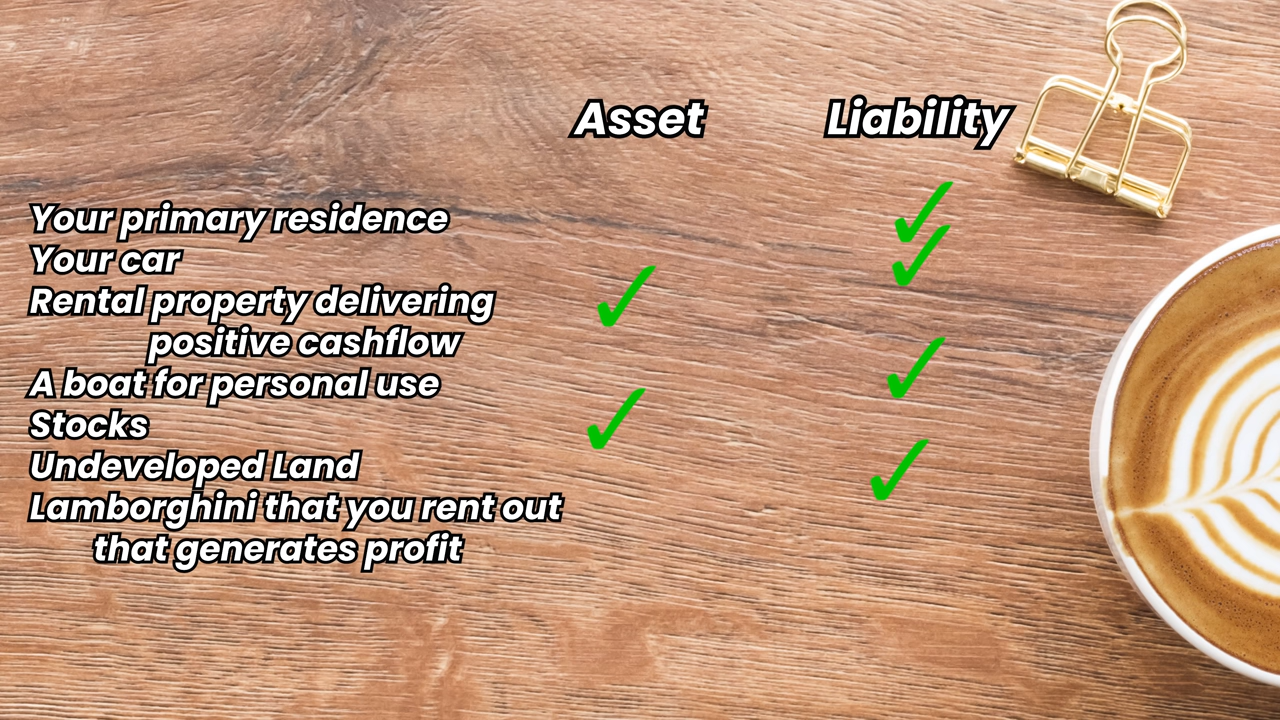 Asset Liability
Your primary residence
Your car
Rental property delivering
positive cashflow
A boat for personal use
Stocks
Undeveloped Land
Lamborghini that you rent out
that generates profit